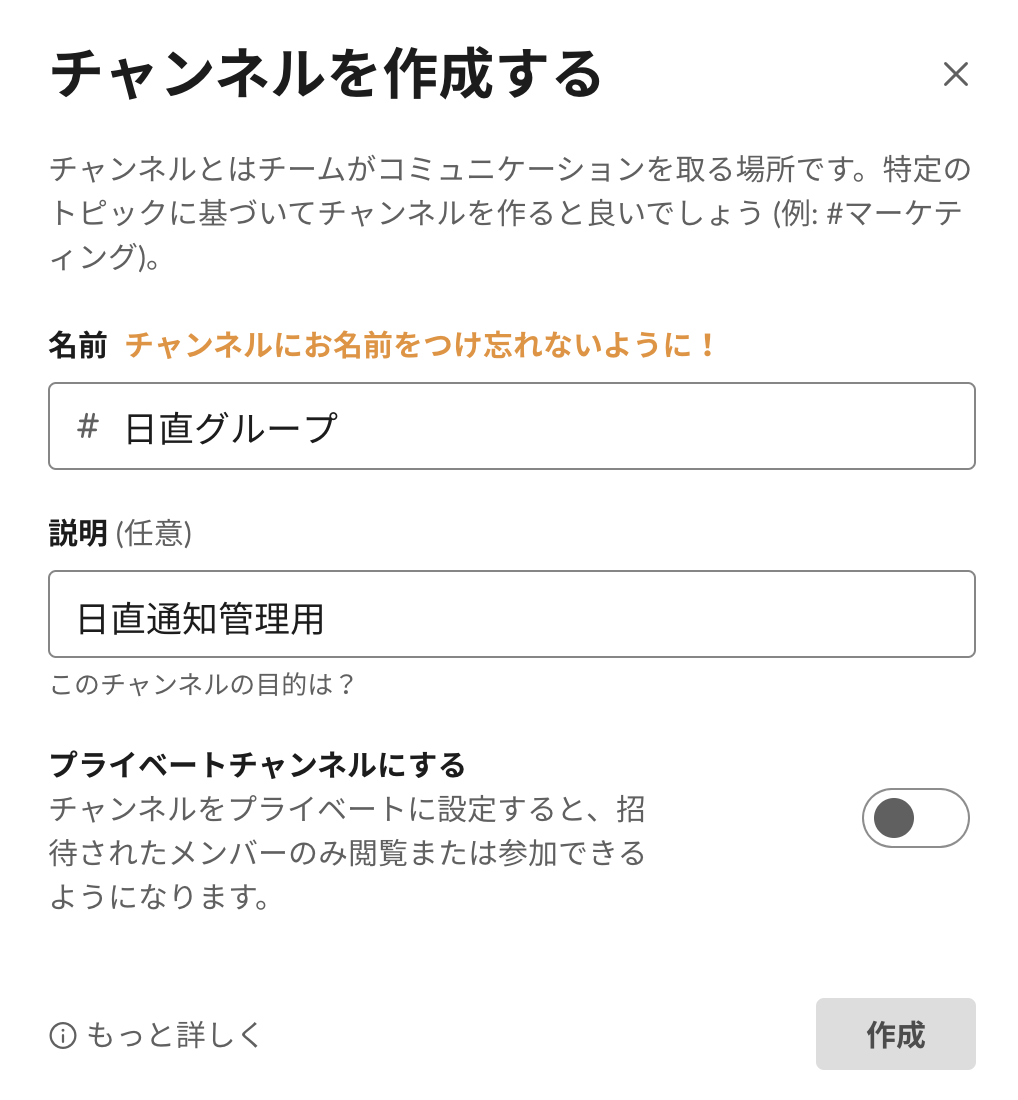 チャンネルを作成する
チャンネルとはチームがコミュニケーションを取る場所です。特定の
トピックに基づいてチャンネルを作ると良いでしょう (例: #マーケテ
ィング)。
名前 チャンネルにお名前をつけ忘れないように！
# 日直グループ
説明 (任意)
日直通知管理用
このチャンネルの目的は？
プライベートチャンネルにする
チャンネルをプライベートに設定すると、招
待されたメンバーのみ閲覧または参加できる
ようになります。
もっと詳しく
作成